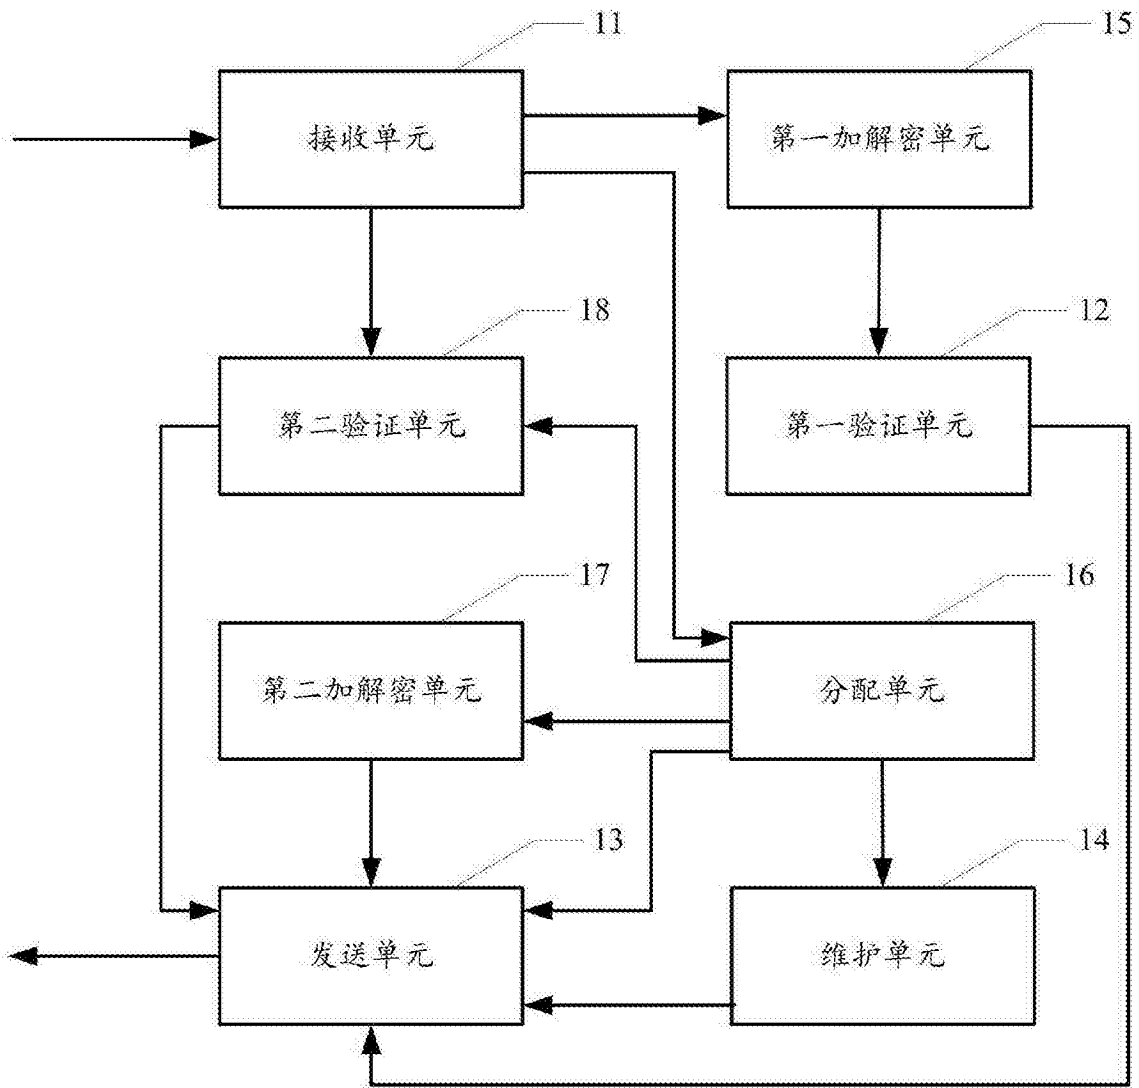 11
15
接收单元
第一加解密单元
18
12
第二验证单元
第一验证单元
17
16
第二加解密单元
分配单元
13
14
发送单元
维护单元